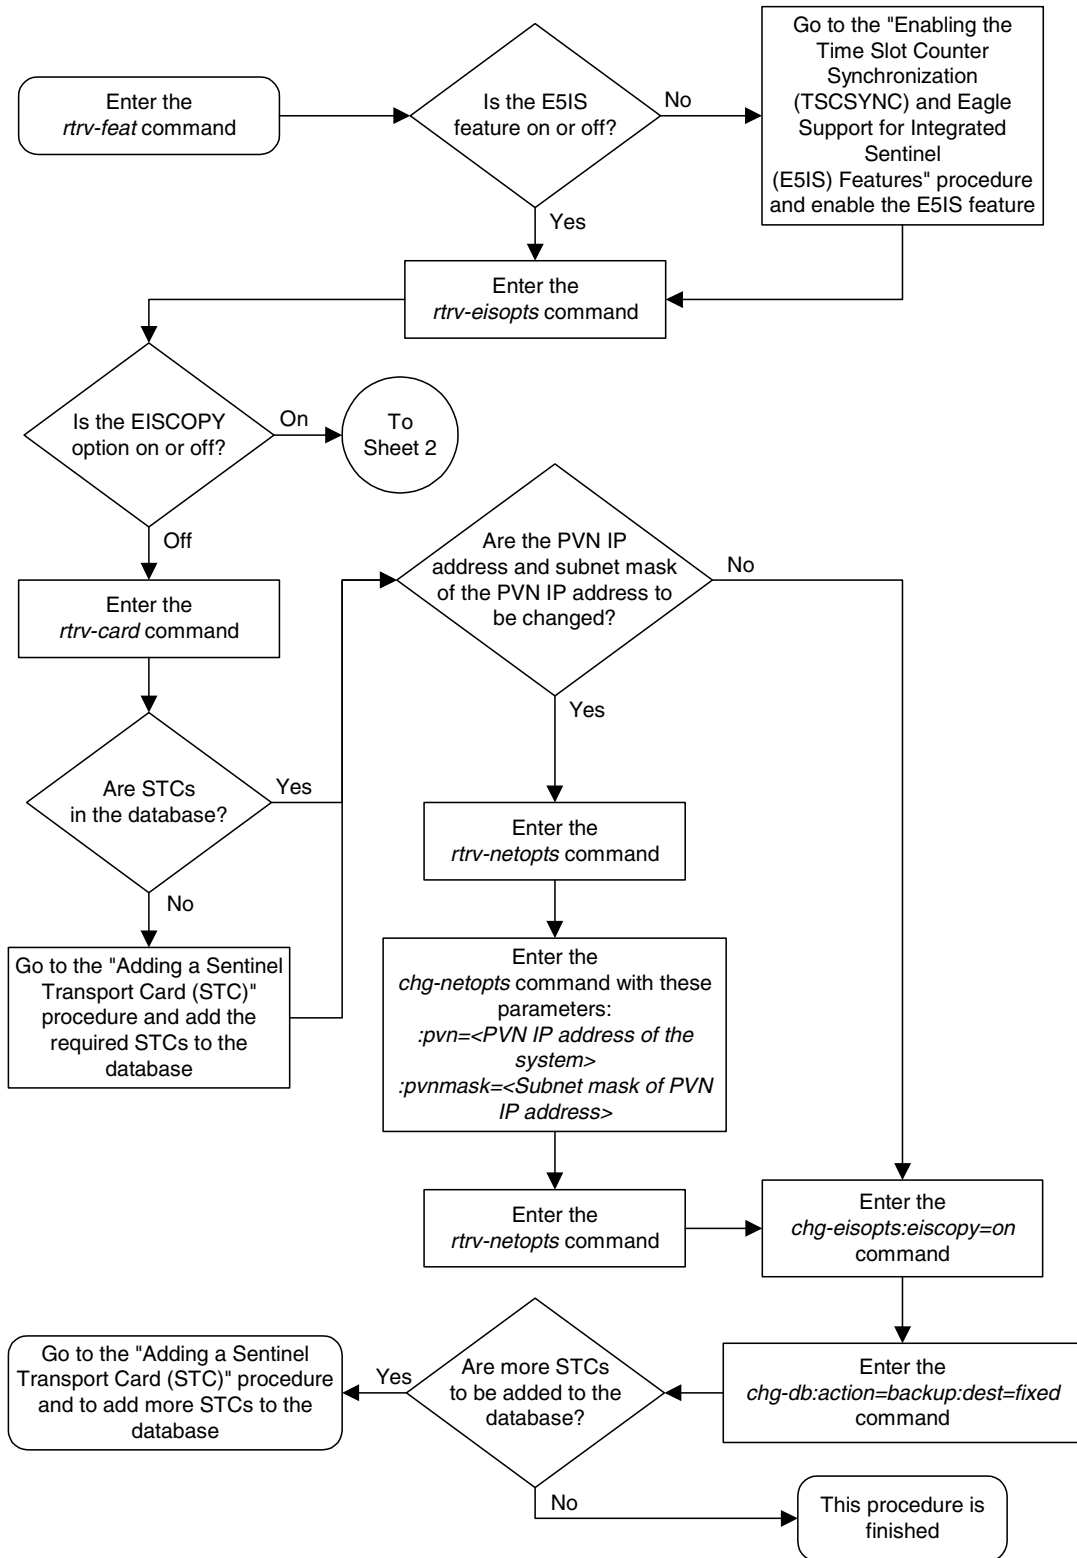 Enter the
rtrv-feat command
Is the E5IS
feature on or off?
No
Go to the "Enabling the
Time Slot Counter
Synchronization
(TSCSYNC) and Eagle
Support for Integrated
Sentinel
(E5IS) Features" procedure
and enable the E5IS feature
Yes
Enter the
rtrv-eisopts command
Is the EISCOPY
option on or off?
On
To
Sheet 2
Off
Enter the
rtrv-card command
Are the PVN IP
address and subnet mask
of the PVN IP address to
be changed?
No
Yes
Are STCs
in the database?
Yes
No
Enter the
rtrv-netopts command
Go to the "Adding a Sentinel
Transport Card (STC)"
procedure and add the
required STCs to the
database
Enter the
chg-netopts command with these
parameters:
:pvn=<PVN IP address of the
system>
:pvnmask=<Subnet mask of PVN
IP address>
Enter the
rtrv-netopts command
Enter the
chg-eisopts:eiscopy=on
command
Enter the
chg-db:action=backup:dest=fixed
command
Are more STCs
to be added to the
database?
Yes
Go to the "Adding a Sentinel
Transport Card (STC)" procedure
and to add more STCs to the
database
No
This procedure is
finished